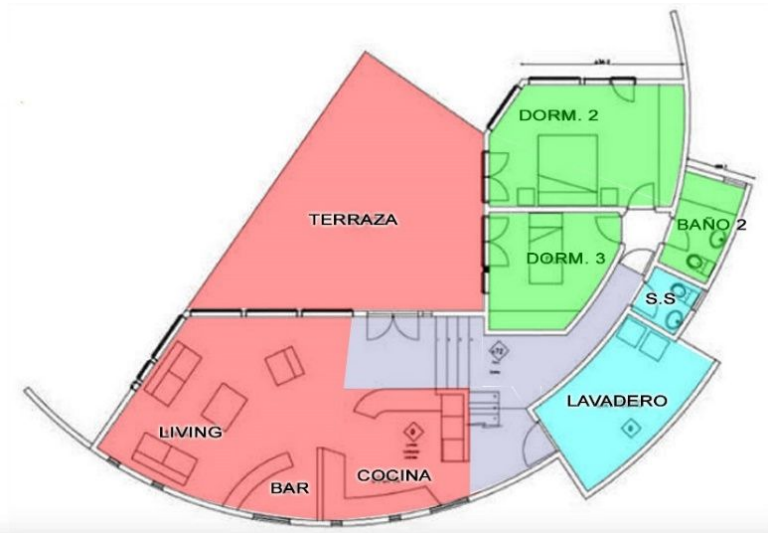 DORM. 2
BAÑO 2
TERRAZA
DORM. 3
S.S
LAVADERO
LIVING
COCINA
BAR